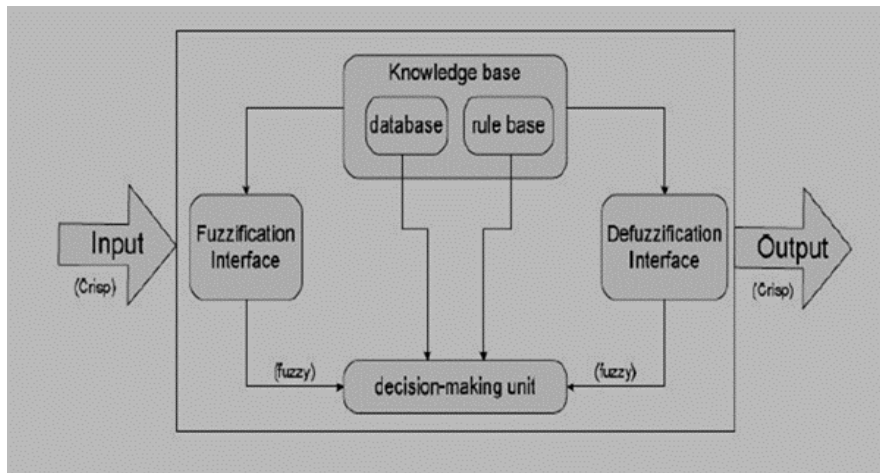 Knowledge base
database
rule base
Input
(Crisp)
Fuzzification
Interface
Defuzzification
Interface
Output
(Crisp)
(fuzzy)
decision-making unit
(fuzzy)